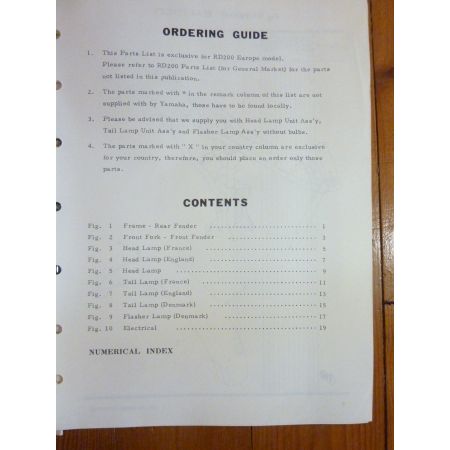 ORDERING GUIDE
1. This Parts List is exclusive for RD200 Europe model.
Please refer to RD200 Parts List (for General Market) for the parts
not listed in this publication.
2. The parts marked with * in the remark column of this list are not
supplied with by Yamaha, these have to be found locally.
3. Please be advised that we supply you with Head Lamp Unit Ass'y,
Tail Lamp Unit Ass'y and Flasher Lamp Ass'y without bulbs.
4. The parts marked with "X" in your country column are exclusive
for your country, therefore, you should place an order only those
parts.
CONTENTS
Fig. 1 Frame - Rear Fender 1
Fig. 2 Front Fork - Front Fender 3
Fig. 3 Head Lamp (France) 5
Fig. 4 Head Lamp (England) 7
Fig. 5 Head Lamp 9
Fig. 6 Tail Lamp (France) 11
Fig. 7 Tail Lamp (England) 13
Fig. 8 Tail Lamp (Denmark) 15
Fig. 9 Flasher Lamp (Denmark) 17
Fig. 10 Electrical 19
NUMERICAL INDEX